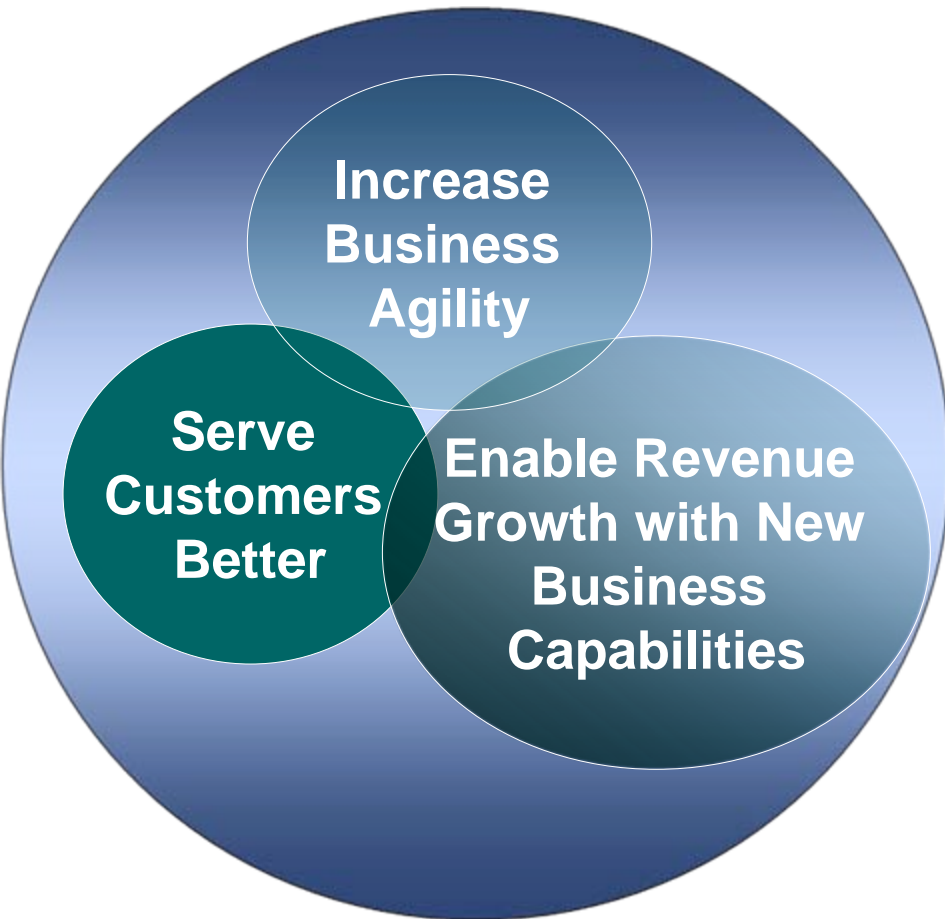 Increase
Business
Agility
Serve
Customers
Better
Enable Revenue
Growth with New
Business
Capabilities